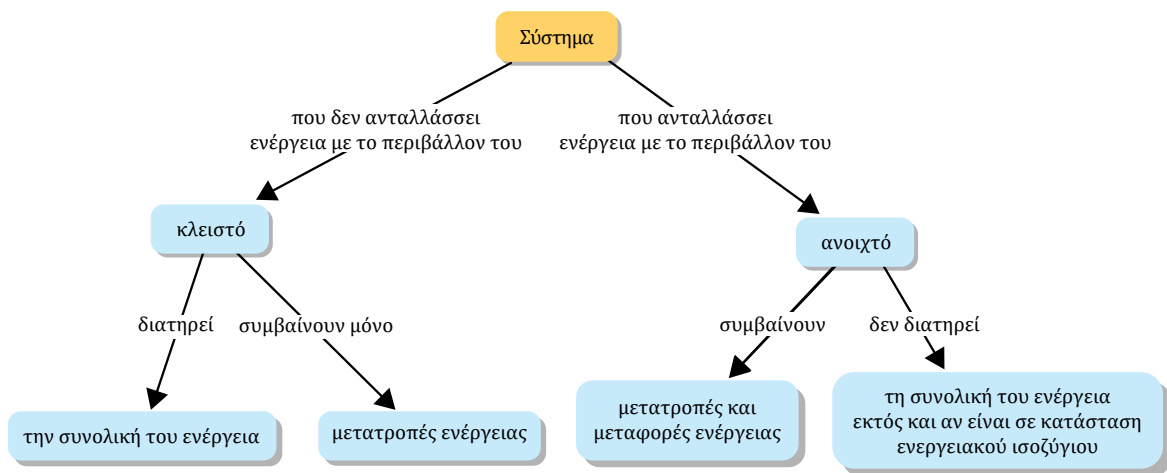 Σύστημα
που δεν ανταλλάσσει
ενέργεια με το περιβάλλον του
που ανταλλάσσει
ενέργεια με το περιβάλλον του
κλειστό
ανοιχτό
διατηρεί
συμβαίνουν μόνο
συμβαίνουν
δεν διατηρεί
την συνολική του ενέργεια
μετατροπές ενέργειας
μετατροπές και
μεταφορές ενέργειας
τη συνολική του ενέργεια
εκτός και αν είναι σε κατάσταση
ενεργειακού ισοζύγιου